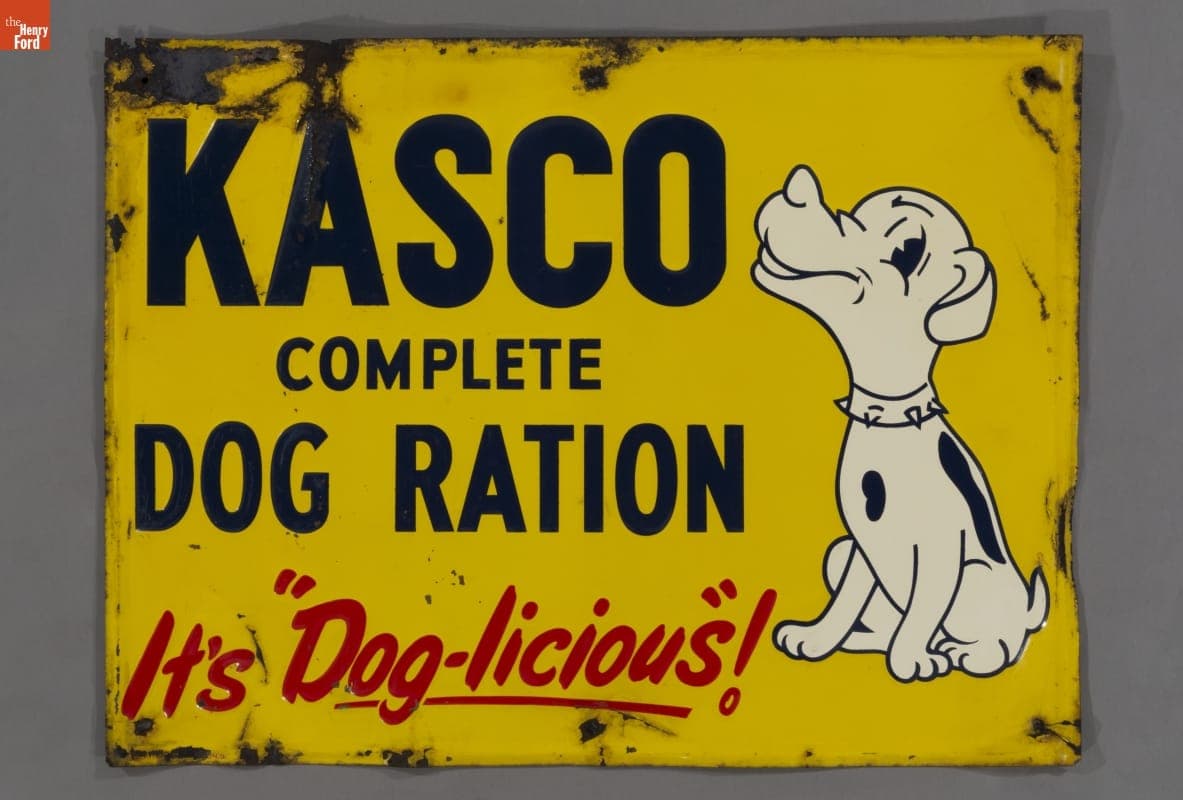 the
Henry
Ford
KASCO
COMPLETE
DOG RATION
It's "Dog-licious"!